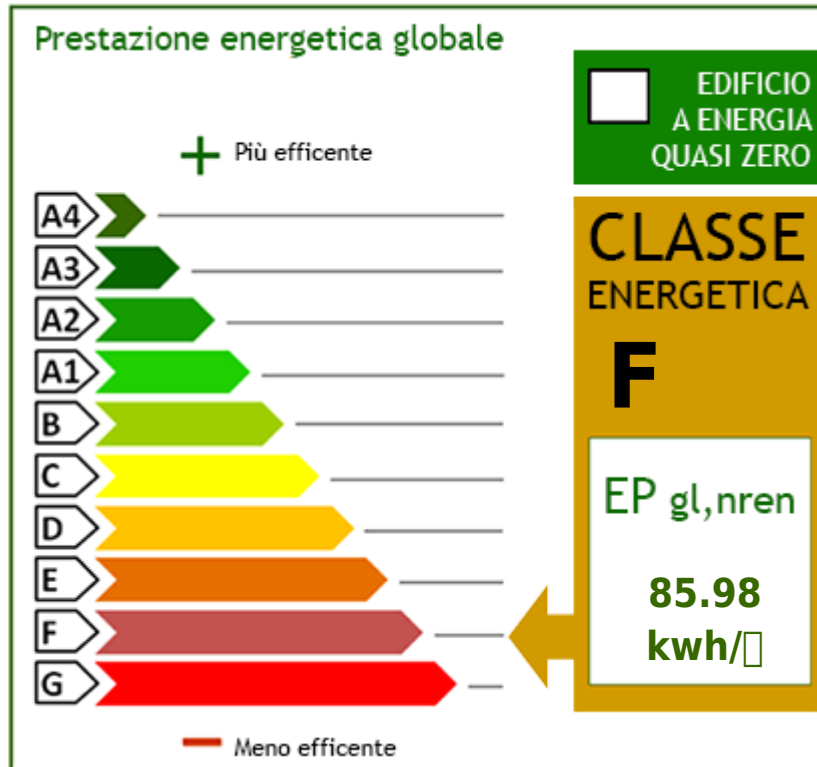 Prestazione energetica globale
EDIFICIO
A ENERGIA
QUASI ZERO
+ Più efficente
A4
A3
A2
A1
B
C
D
E
F
G
— Meno efficente
CLASSE
ENERGETICA
F
EP gl,nren
85.98
kwh/▯